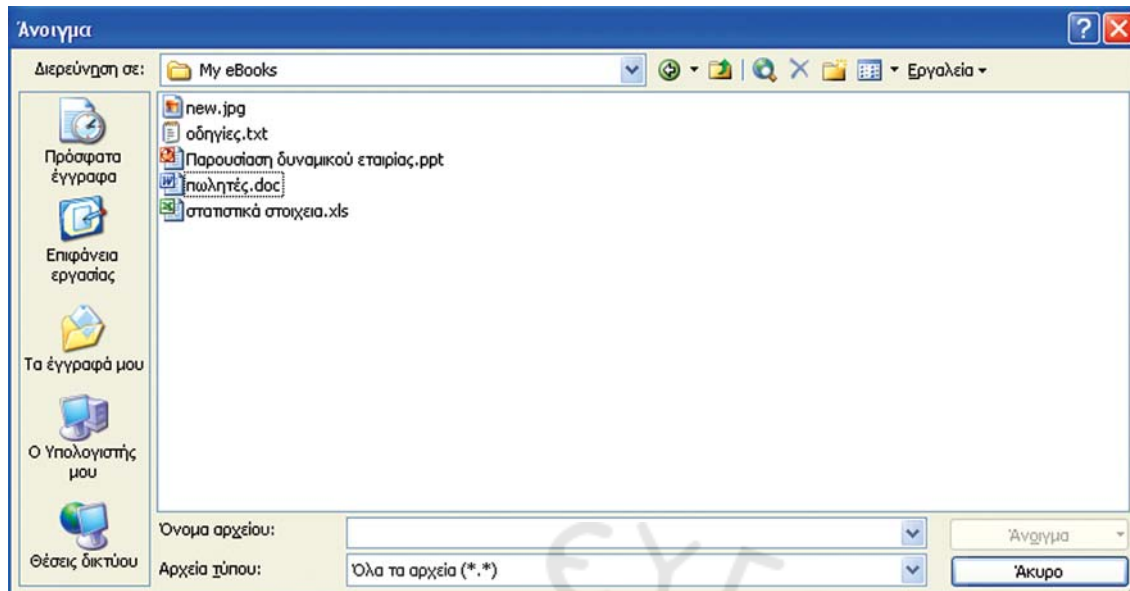 Άνοιγμα
Διερεύνηση σε:
My eBooks
Εργαλεία
Πρόσφατα
έγγραφα
Επιφάνεια
εργασίας
Τα έγγραφά μου
Ο Υπολογιστής
μου
Θέσεις δικτύου
new.jpg
οδηγίες.txt
Παρουσίαση δυναμικού εταιρίας.ppt
πωλητές.doc
στατιστικά στοιχεια.xls
Όνομα αρχείου:
Άνοιγμα
Αρχεία τύπου:
Όλα τα αρχεία (*.*)
Άκυρο
ΕΥΓ